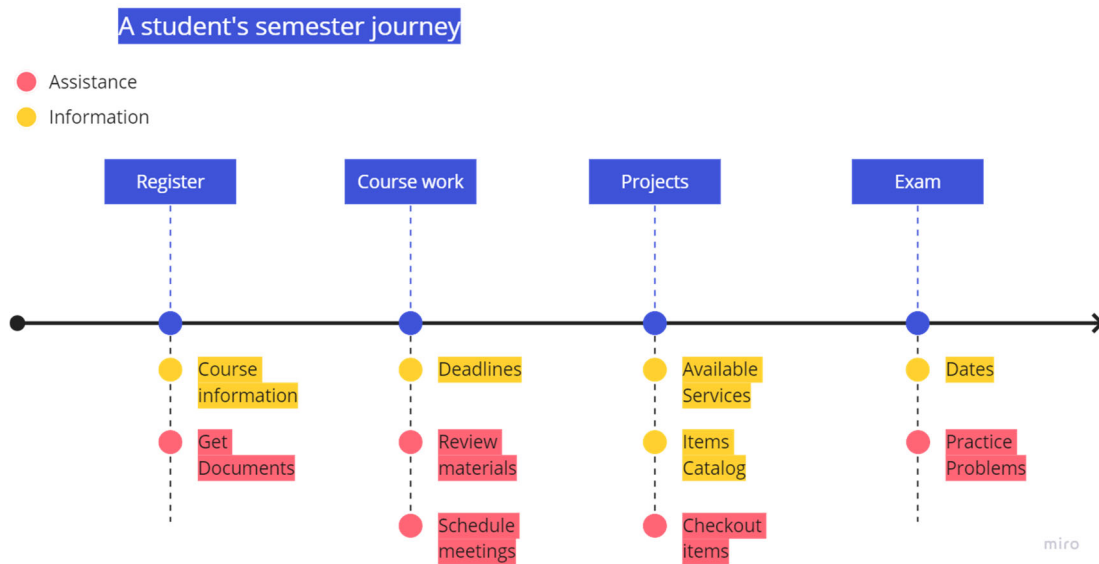 A student's semester journey
Assistance
Information
Register
Course work
Projects
Exam
Course
information
Get
Documents
Deadlines
Review
materials
Schedule
meetings
Available
Services
Items
Catalog
Checkout
items
Dates
Practice
Problems
miro